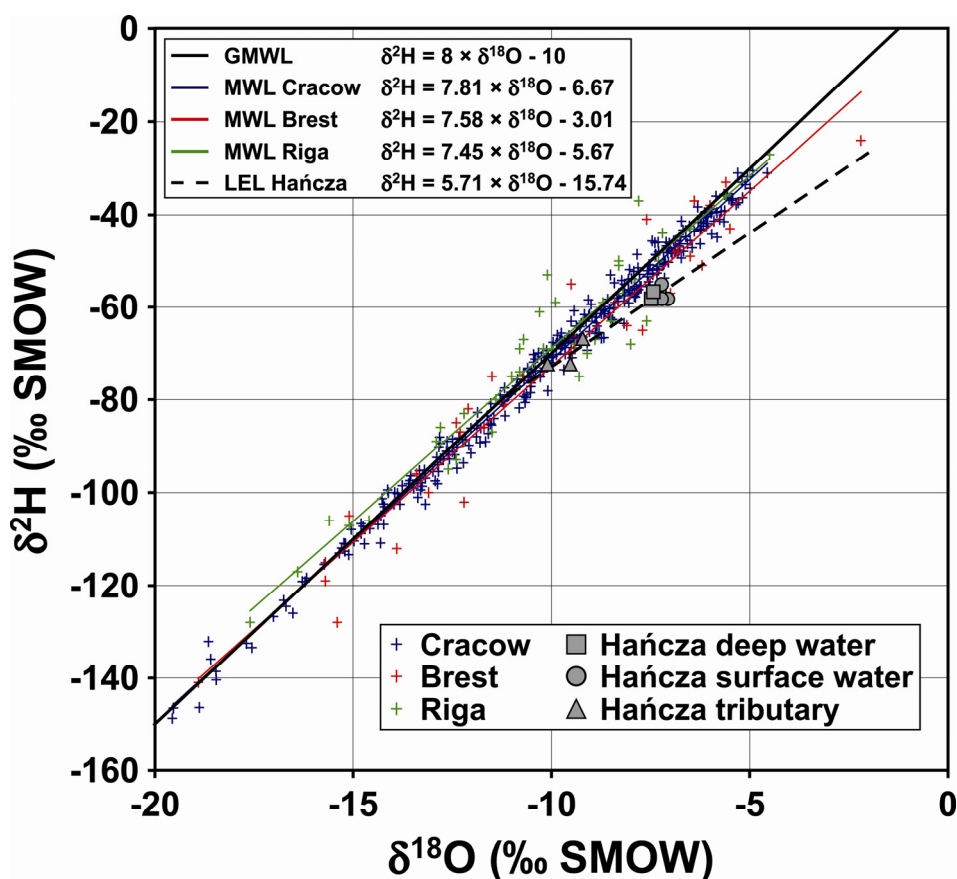 GMWL δ²H = 8 × δ¹⁸O - 10
MWL Cracow δ²H = 7.81 × δ¹⁸O - 6.67
MWL Brest δ²H = 7.58 × δ¹⁸O - 3.01
MWL Riga δ²H = 7.45 × δ¹⁸O - 5.67
LEL Hańcza δ²H = 5.71 × δ¹⁸O - 15.74
0
-20
-40
-60
-80
-100
-120
-140
-160
δ²H (‰ SMOW)
Cracow Hańcza deep water
Brest Hańcza surface water
Riga Hańcza tributary
-20 -15 -10 -5 0
δ¹⁸O (‰ SMOW)